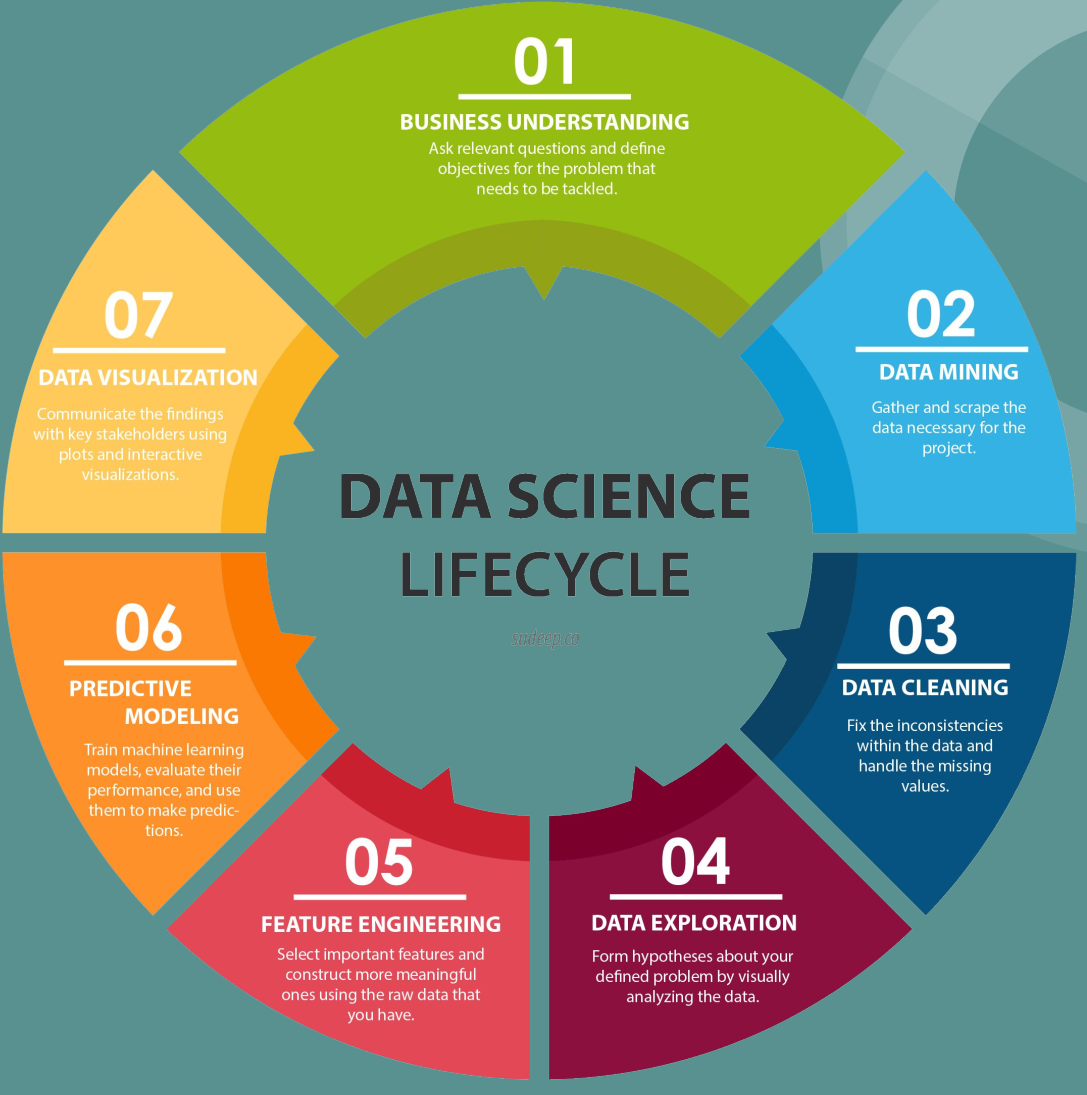 01
BUSINESS UNDERSTANDING
Ask relevant questions and define
objectives for the problem that
needs to be tackled.
02
DATA MINING
Gather and scrape the
data necessary for the
project.
03
DATA CLEANING
Fix the inconsistencies
within the data and
handle the missing
values.
04
DATA EXPLORATION
Form hypotheses about your
defined problem by visually
analyzing the data.
05
FEATURE ENGINEERING
Select important features and
construct more meaningful
ones using the raw data that
you have.
06
PREDICTIVE
MODELING
Train machine learning
models, evaluate their
performance, and use
them to make predic-
tions.
07
DATA VISUALIZATION
Communicate the findings
with key stakeholders using
plots and interactive
visualizations.
DATA SCIENCE
LIFECYCLE
sudeep.co